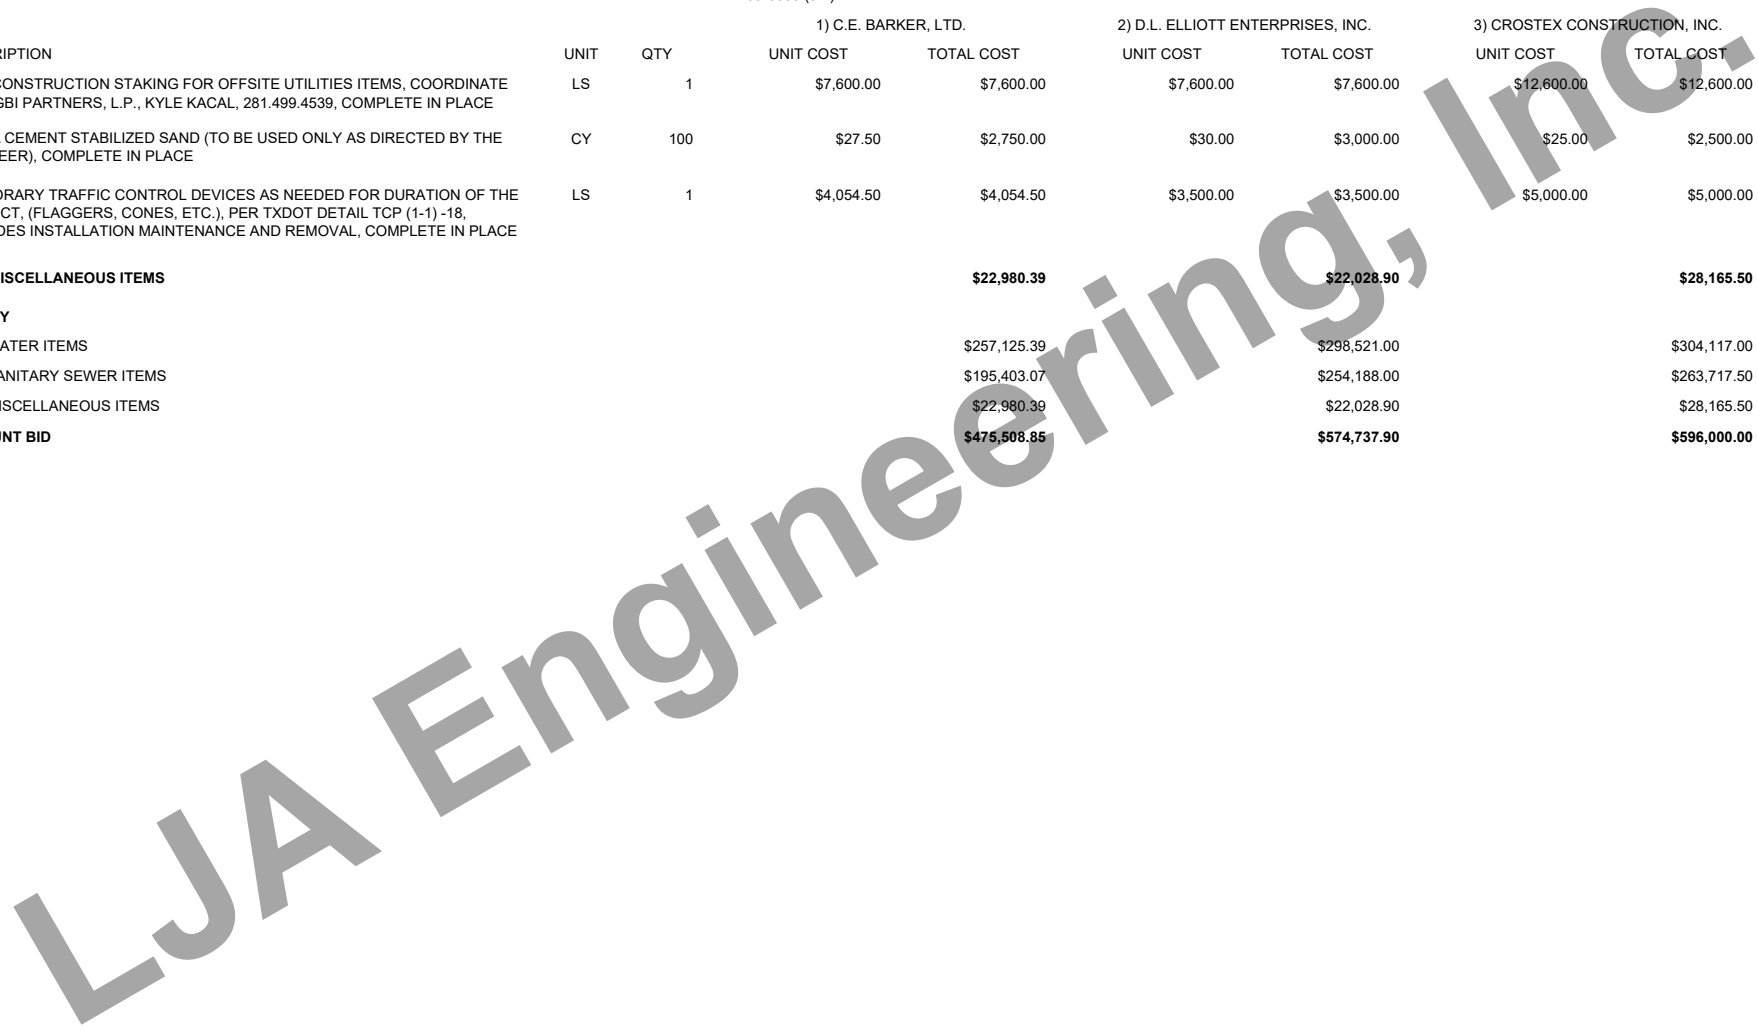 1) C.E. BARKER, LTD. 2) D.L. ELLIOTT ENTERPRISES, INC. 3) CROSTEX CONSTRUCTION, INC.
RIPTION UNIT QTY UNIT COST TOTAL COST UNIT COST TOTAL COST UNIT COST TOTAL COST
CONSTRUCTION STAKING FOR OFFSITE UTILITIES ITEMS, COORDINATE LS 1 $7,600.00 $7,600.00 $7,600.00 $7,600.00 $12,600.00 $12,600.00
GBI PARTNERS, L.P., KYLE KACAL, 281.499.4539, COMPLETE IN PLACE
CEMENT STABILIZED SAND (TO BE USED ONLY AS DIRECTED BY THE CY 100 $27.50 $2,750.00 $30.00 $3,000.00 $25.00 $2,500.00
EER), COMPLETE IN PLACE
ORARY TRAFFIC CONTROL DEVICES AS NEEDED FOR DURATION OF THE LS 1 $4,054.50 $4,054.50 $3,500.00 $3,500.00 $5,000.00 $5,000.00
CT, (FLAGGERS, CONES, ETC.), PER TXDOT DETAIL TCP (1-1) -18,
DES INSTALLATION MAINTENANCE AND REMOVAL, COMPLETE IN PLACE
ISCELLANEOUS ITEMS $22,980.39 $22,028.90 $28,165.50
Y
ATER ITEMS $257,125.39 $298,521.00 $304,117.00
ANITARY SEWER ITEMS $195,403.07 $254,188.00 $263,717.50
ISCELLANEOUS ITEMS $22,980.39 $22,028.90 $28,165.50
UNT BID $475,508.85 $574,737.90 $596,000.00
LJA Engineering, Inc.